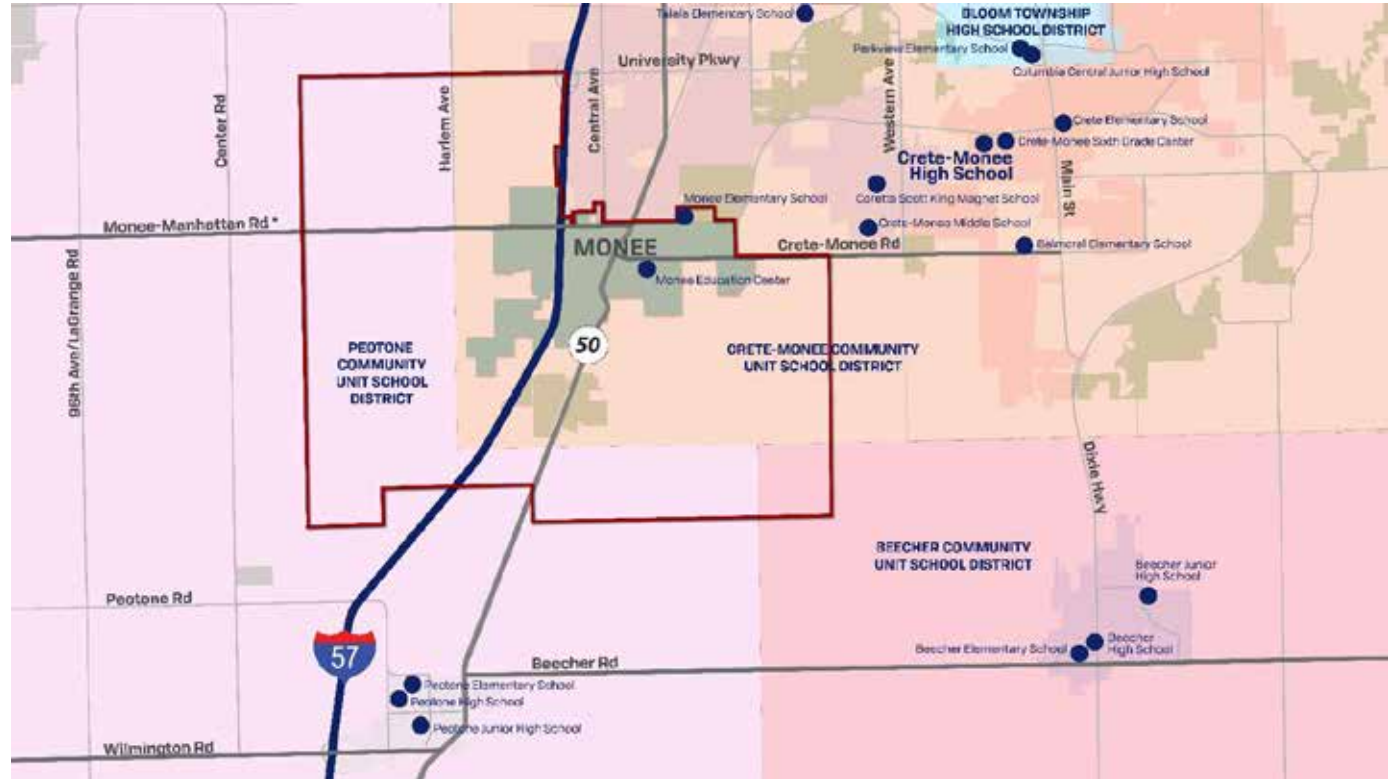 Talala Elementary School
BLOOM TOWNSHIP
HIGH SCHOOL DISTRICT
Parkview Elementary School
Columbia Central Junior High School
University Pkwy
Central Ave
Western Ave
Harlem Ave
Center Rd
Crete Elementary School
Crete-Monee Sixth Grade Center
Crete-Monee
High School
Main St
Coretta Scott King Magnet School
Monee Elementary School
Monee-Manhattan Rd *
Crete-Monee Middle School
MONEE
Crete-Monee Rd
Balmoral Elementary School
Monee Education Center
96th Ave/LaGrange Rd
50
PEOTONE
COMMUNITY
UNIT SCHOOL
DISTRICT
CRETE-MONEE COMMUNITY
UNIT SCHOOL DISTRICT
Dixie Hwy
BEECHER COMMUNITY
UNIT SCHOOL DISTRICT
Beecher Junior
High School
Peotone Rd
Beecher
High School
Beecher Elementary School
57
Beecher Rd
Peotone Elementary School
Peotone High School
Peotone Junior High School
Wilmington Rd